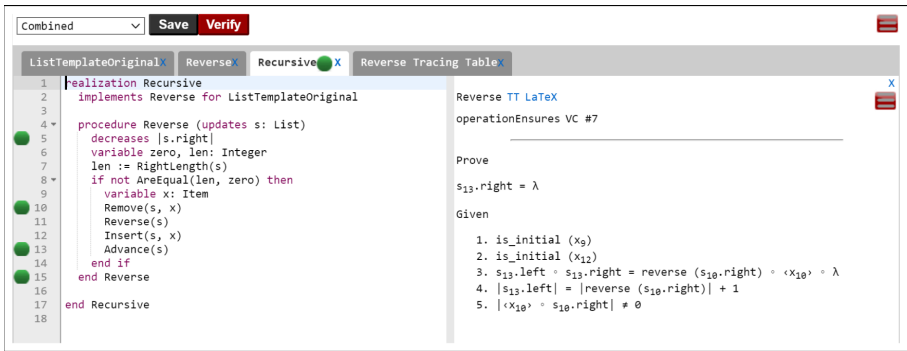 Combined Save Verify
ListTemplateOriginalX ReverseX Recursive X Reverse Tracing TableX
1 realization Recursive
2 implements Reverse for ListTemplateOriginal
3
4 procedure Reverse (updates s: List)
5 decreases |s.right|
6 variable zero, len: Integer
7 len := RightLength(s)
8 if not AreEqual(len, zero) then
9 variable x: Item
10 Remove(s, x)
11 Reverse(s)
12 Insert(s, x)
13 Advance(s)
14 end if
15 end Reverse
16
17 end Recursive
18
X
Reverse TT LaTeX
operationEnsures VC #7
Prove
s₁₃.right = λ
Given
1. is_initial (x₉)
2. is_initial (x₁₂)
3. s₁₃.left ∘ s₁₃.right = reverse (s₁₀.right) ∘ ‹x₁₀› ∘ λ
4. |s₁₃.left| = |reverse (s₁₀.right)| + 1
5. |‹x₁₀› ∘ s₁₀.right| ≠ 0